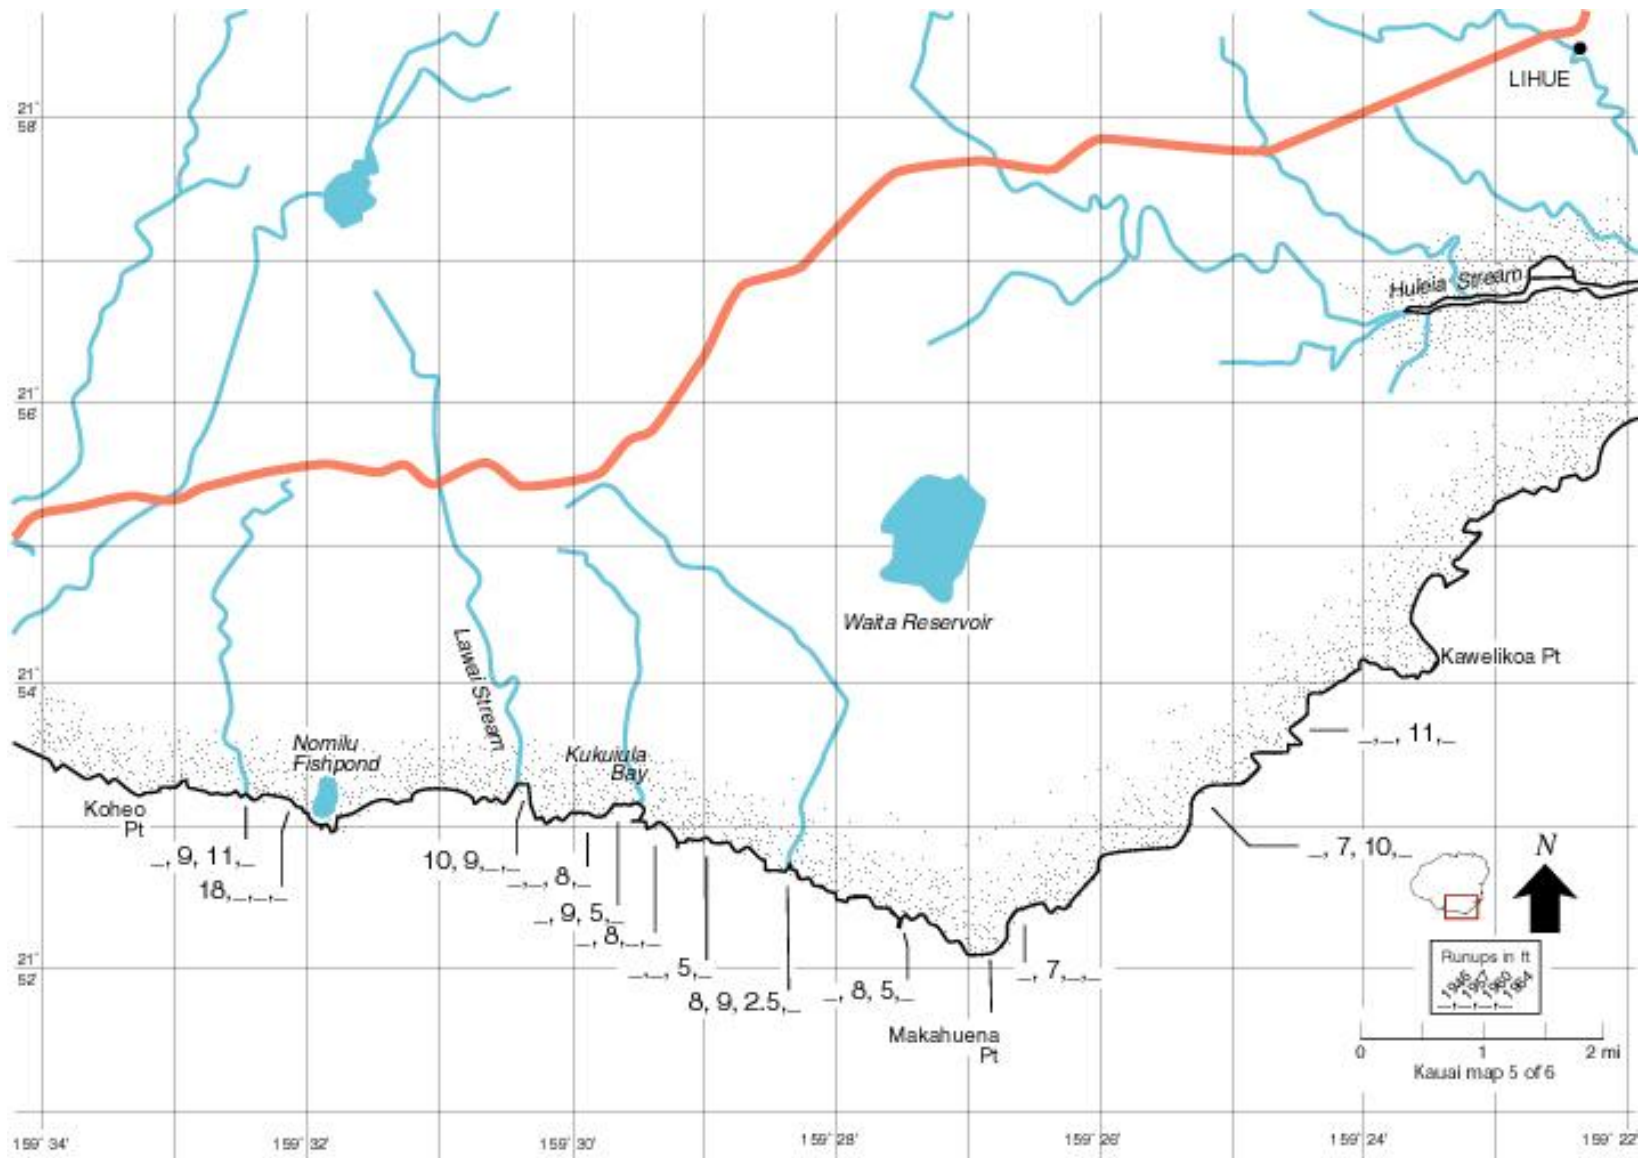 LIHUE
21°
58'
Huleia Stream
21°
56'
Waita Reservoir
Lawai Stream
Kawelikoa Pt
21°
54'
_,_, 11,_
Nomilu
Fishpond
Kukuiula
Bay
Koheo
Pt
_, 9, 11,_
18,_,_,_
10, 9,_,_
_,_, 8,_
_, 9, 5,_
_, 8,_,_
_,_, 5,_
8, 9, 2.5,_
_, 8, 5,_
_, 7,_,_
_, 7, 10,_
21°
52'
Makahuena
Pt
N
Runups in ft
1946 1957 1960 1964
_,_,_,_
0 1 2 mi
Kauai map 5 of 6
159° 34' 159° 32' 159° 30' 159° 28' 159° 26' 159° 24' 159° 22'